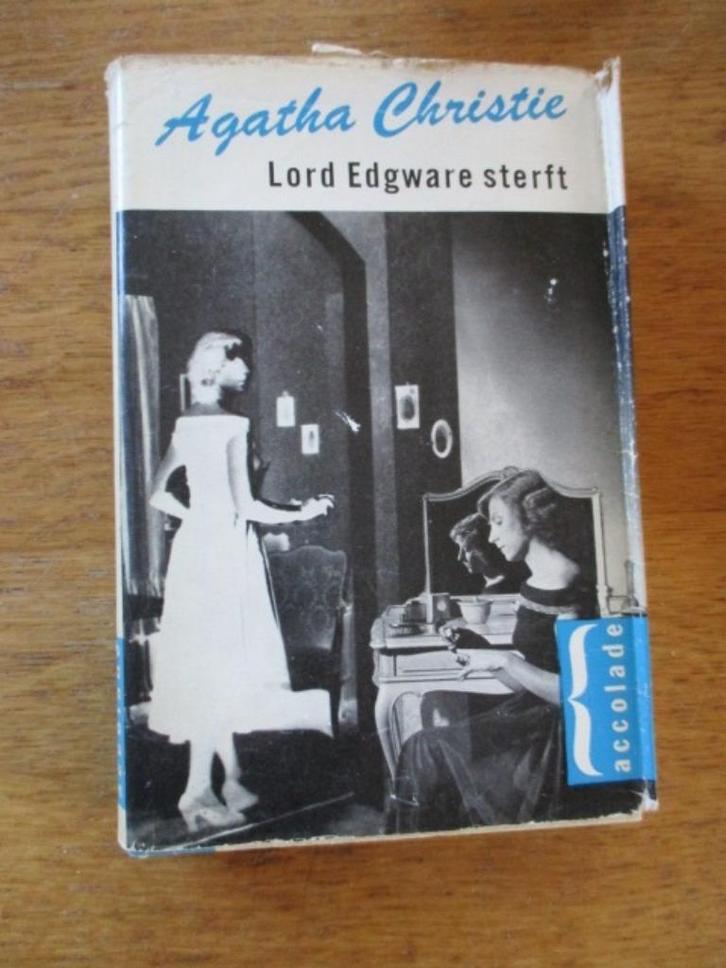 Agatha Christie
Lord Edgware sterft
accolade